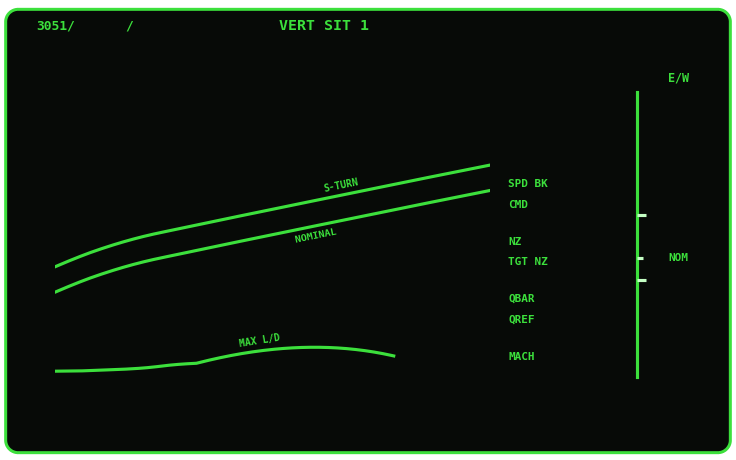 3051/ /
VERT SIT 1
E/W
S-TURN
SPD BK
CMD
NOMINAL
NZ
TGT NZ
NOM
QBAR
QREF
MAX L/D
MACH